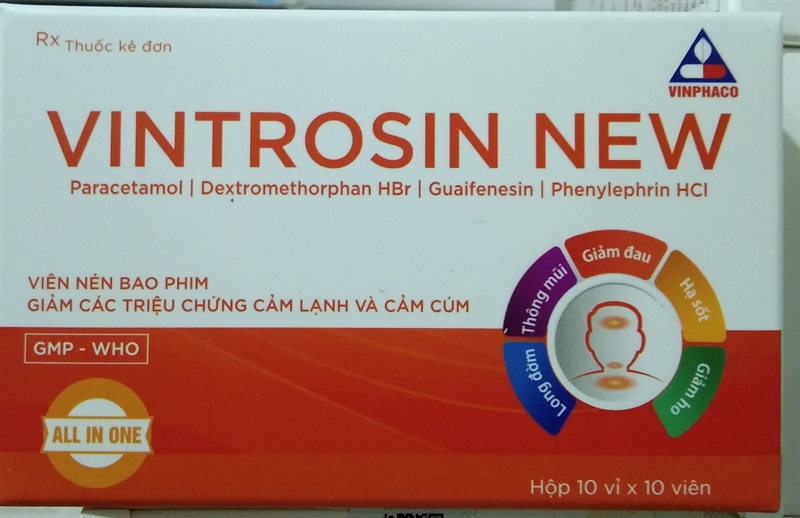 Rx Thuốc kê đơn
VINPHACO
VINTROSIN NEW
Paracetamol | Dextromethorphan HBr | Guaifenesin | Phenylephrin HCl
VIÊN NÉN BAO PHIM
GIẢM CÁC TRIỆU CHỨNG CẢM LẠNH VÀ CẢM CÚM
GMP - WHO
ALL IN ONE
Long đờm
Thông mũi
Giảm đau
Hạ sốt
Giảm ho
Hộp 10 vỉ x 10 viên